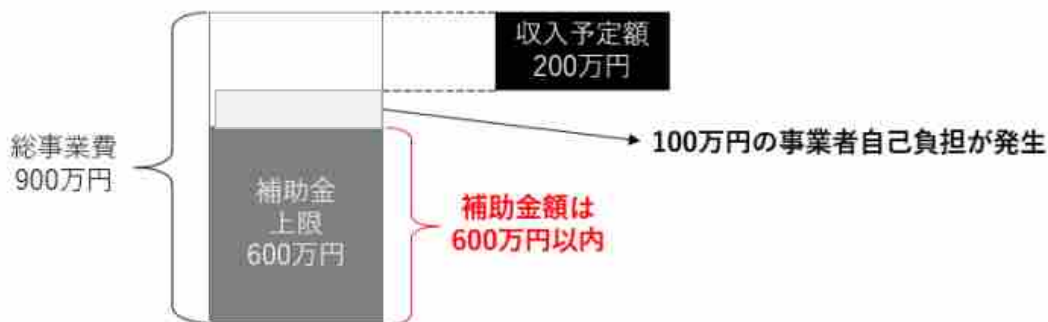 収入予定額
200万円
総事業費
900万円
100万円の事業者自己負担が発生
補助金
上限
600万円
補助金額は
600万円以内